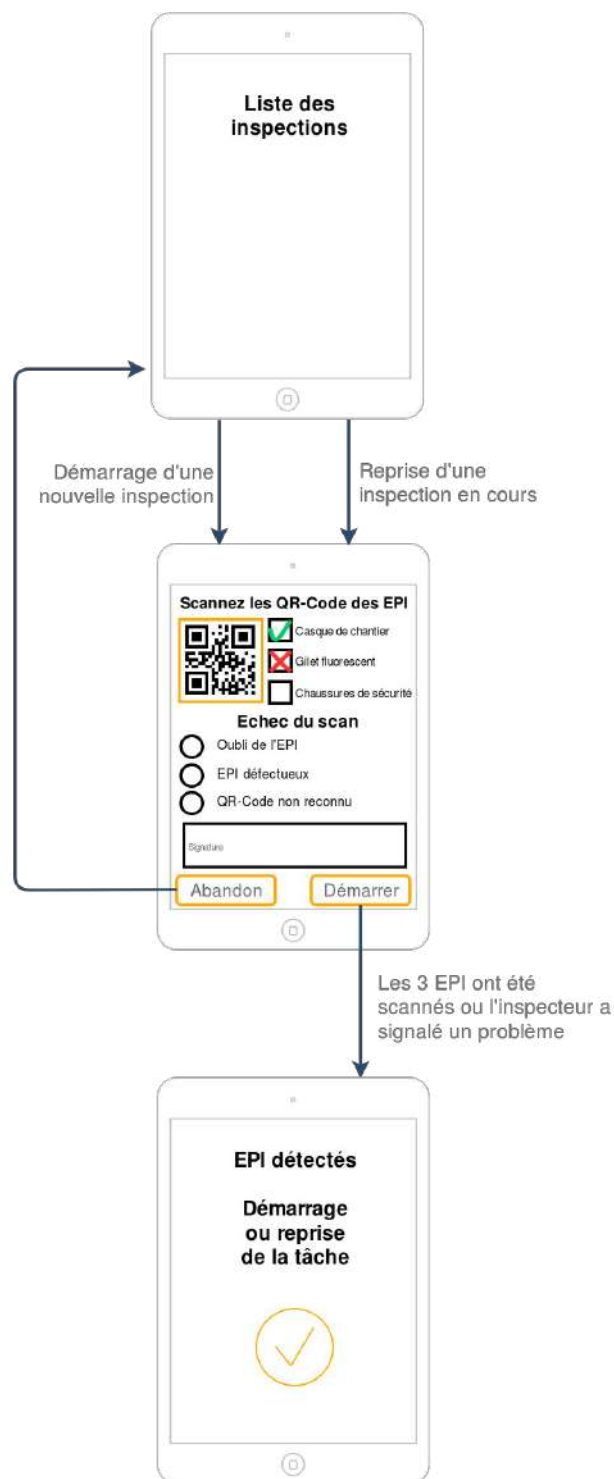 Liste des
inspections
Démarrage d'une
nouvelle inspection
Reprise d'une
inspection en cours
Scannez les QR-Code des EPI
Casque de chantier
Gilet fluorescent
Chaussures de sécurité
Echec du scan
Oubli de l'EPI
EPI défectueux
QR-Code non reconnu
Signature
Abandon
Démarrer
Les 3 EPI ont été
scannés ou l'inspecteur a
signalé un problème
EPI détectés
Démarrage
ou reprise
de la tâche